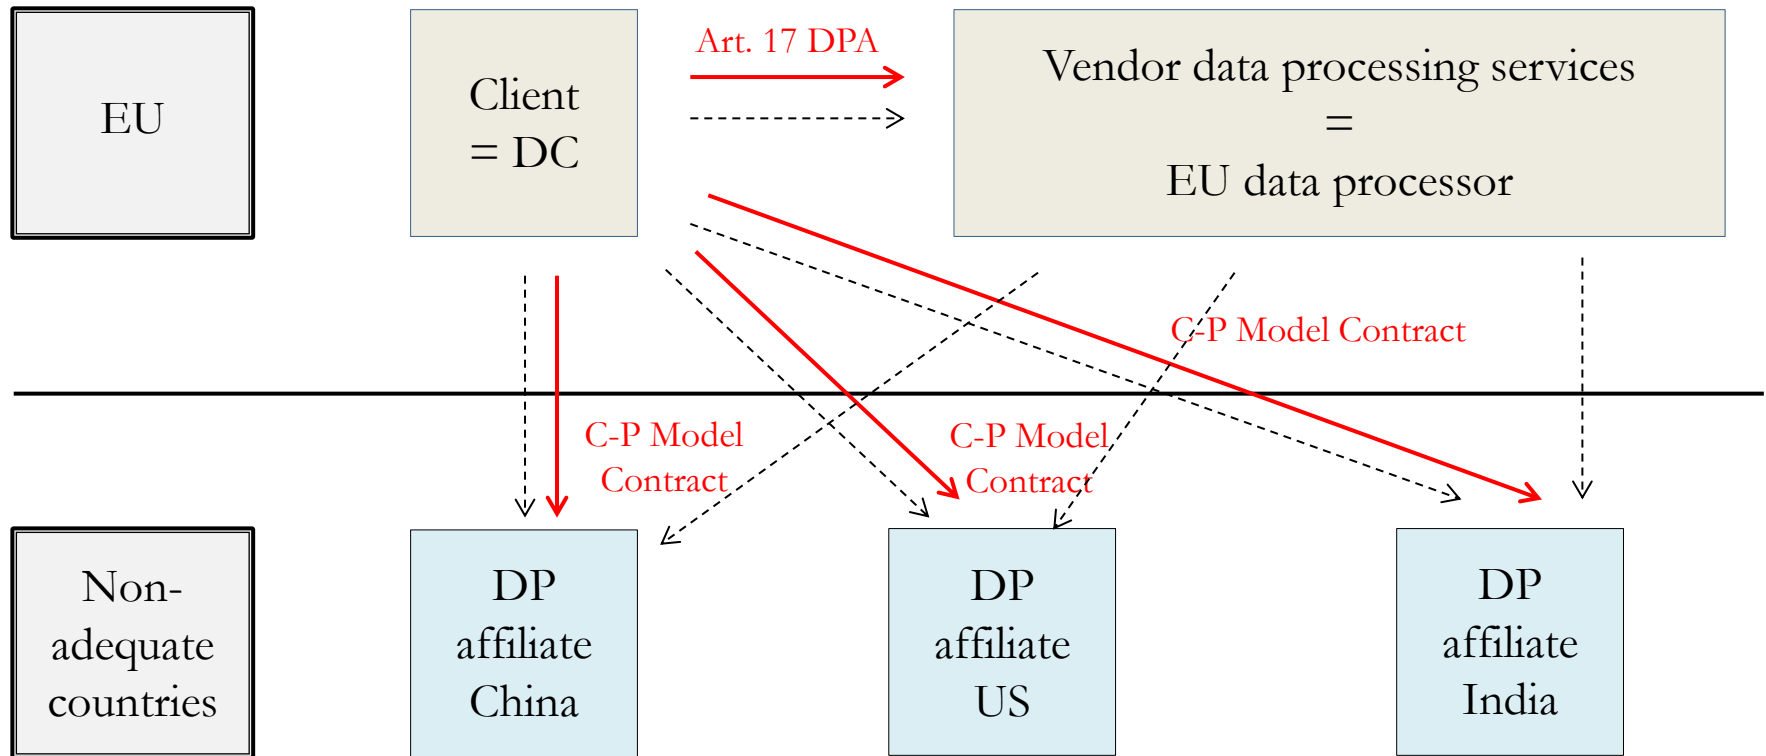 EU
Client
= DC
Art. 17 DPA
Vendor data processing services
=
EU data processor
C-P Model Contract
C-P Model
Contract
C-P Model
Contract
Non-
adequate
countries
DP
affiliate
China
DP
affiliate
US
DP
affiliate
India